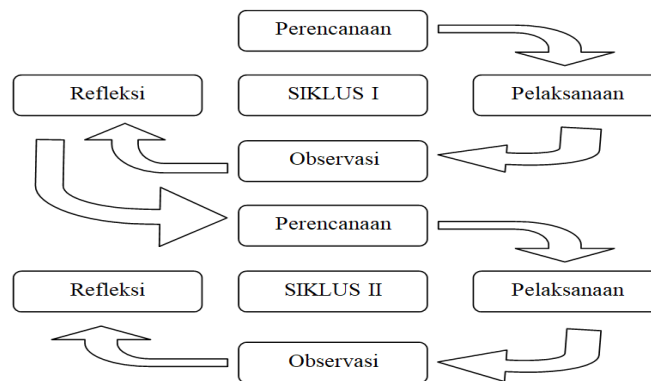 Perencanaan
Refleksi
SIKLUS I
Pelaksanaan
Observasi
Perencanaan
Refleksi
SIKLUS II
Pelaksanaan
Observasi